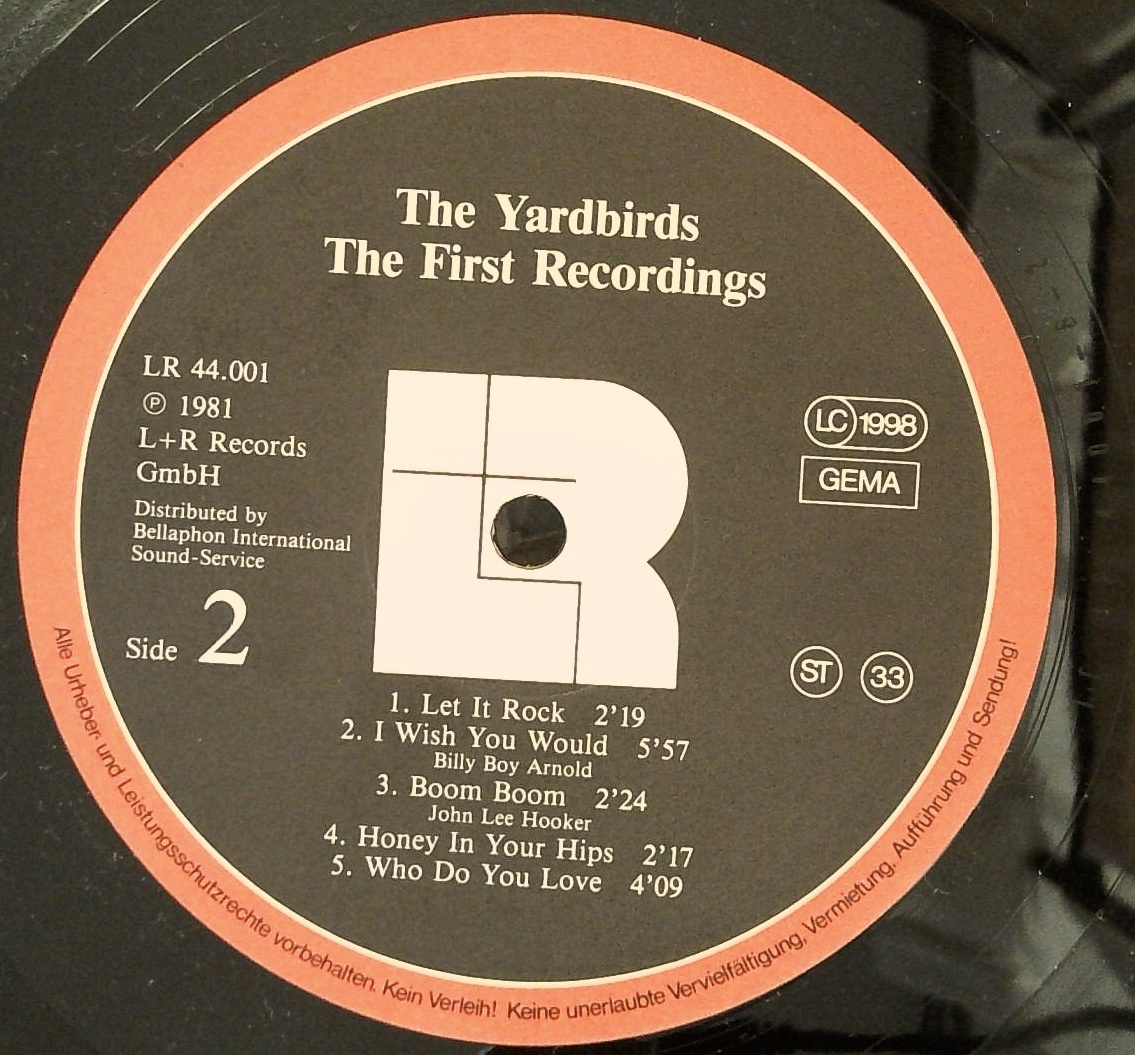 The Yardbirds
The First Recordings
LR 44.001
Ⓟ 1981
L+R Records
GmbH
Distributed by
Bellaphon International
Sound-Service
Side 2
LR
LC 1998
GEMA
ST 33
1. Let It Rock 2'19
2. I Wish You Would 5'57
Billy Boy Arnold
3. Boom Boom 2'24
John Lee Hooker
4. Honey In Your Hips 2'17
5. Who Do You Love 4'09
Alle Urheber- und Leistungsschutzrechte vorbehalten. Kein Verleih! Keine unerlaubte Vervielfältigung, Vermietung, Aufführung und Sendung!